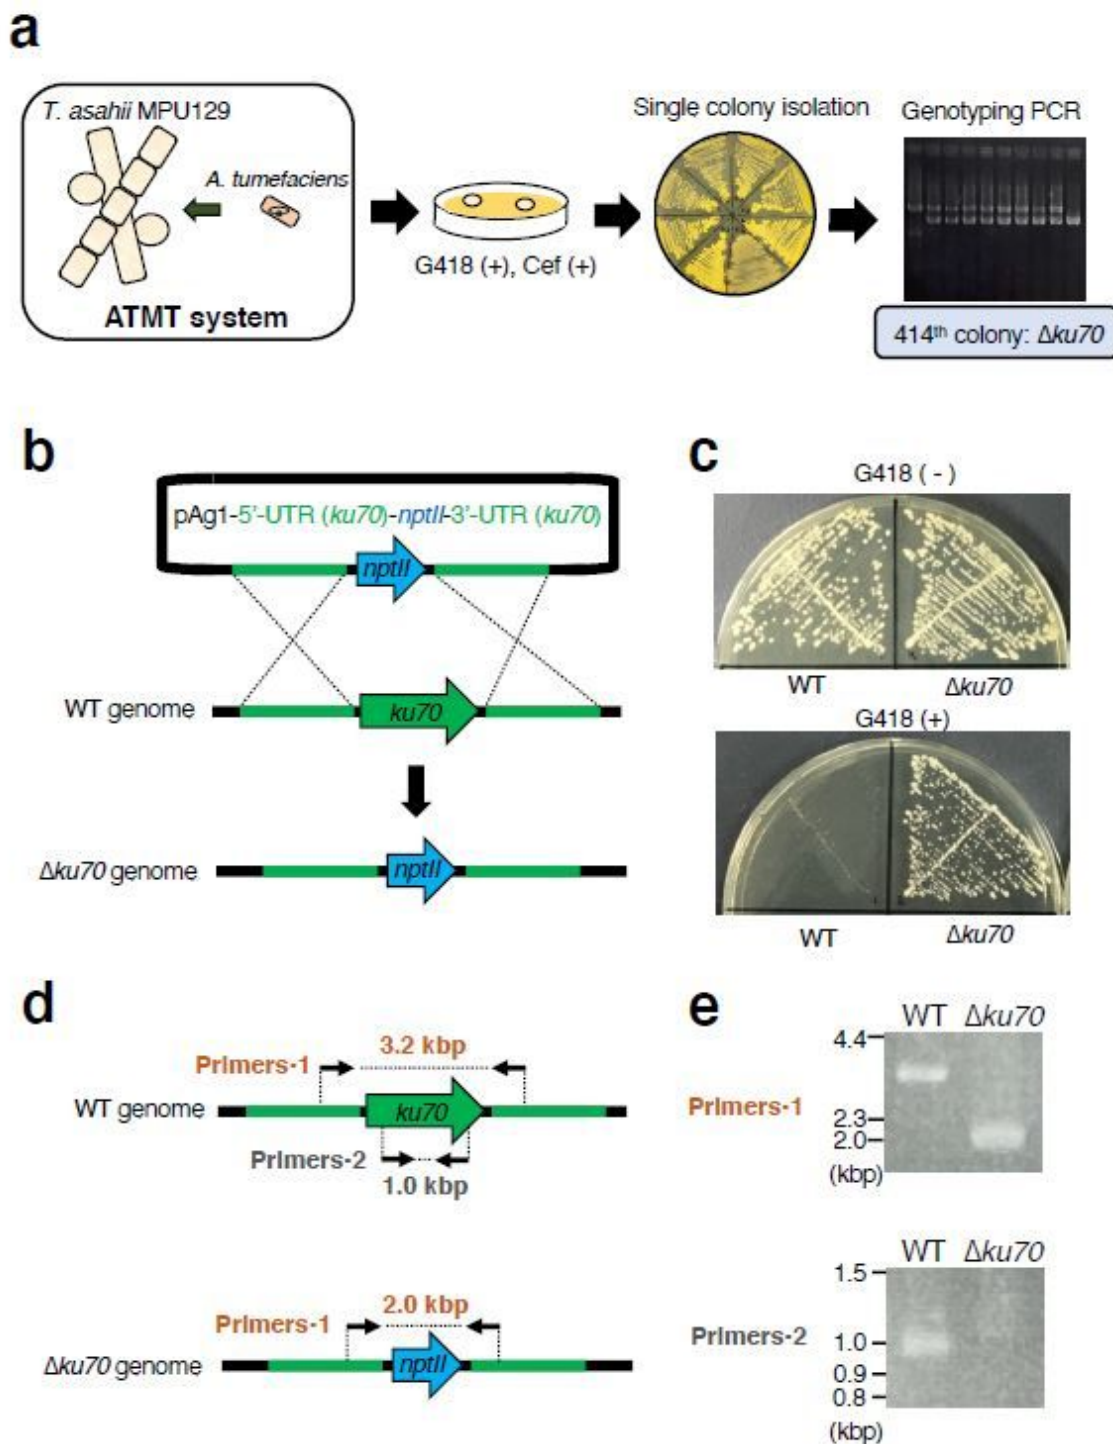 a
T. asahii MPU129
A. tumefaciens
ATMT system
G418 (+), Cef (+)
Single colony isolation
Genotyping PCR
414th colony: Δku70
b
pAg1-5’-UTR (ku70)-nptII-3’-UTR (ku70)
nptII
WT genome
ku70
Δku70 genome
nptII
c
G418 ( - )
WT
Δku70
G418 (+)
WT
Δku70
d
Primers-1
3.2 kbp
WT genome
ku70
Primers-2
1.0 kbp
Primers-1
2.0 kbp
Δku70 genome
nptII
e
WT Δku70
4.4
Primers-1
2.3
2.0
(kbp)
WT Δku70
1.5
Primers-2
1.0
0.9
0.8
(kbp)